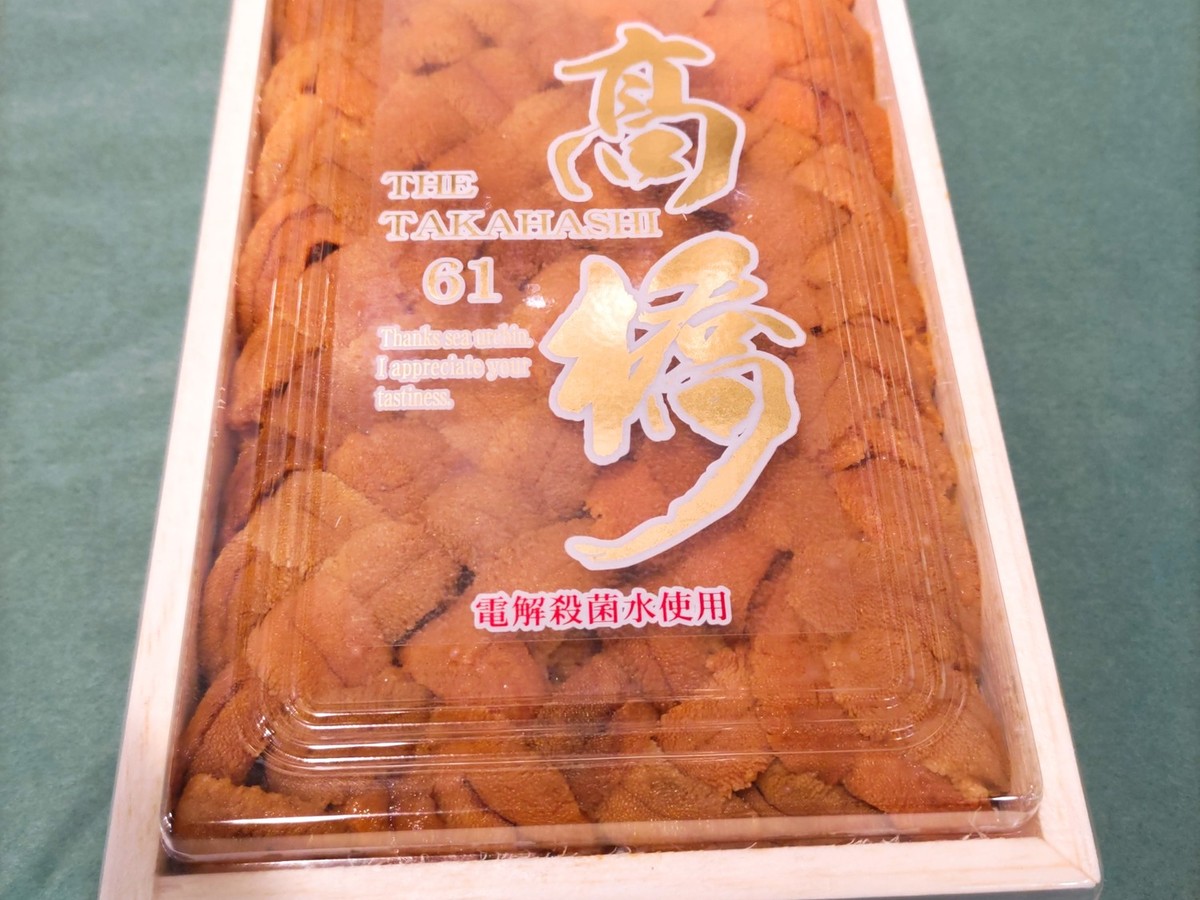 髙橋
THE
TAKAHASHI
61
Thanks sea urchin.
I appreciate your
tastiness.
電解殺菌水使用